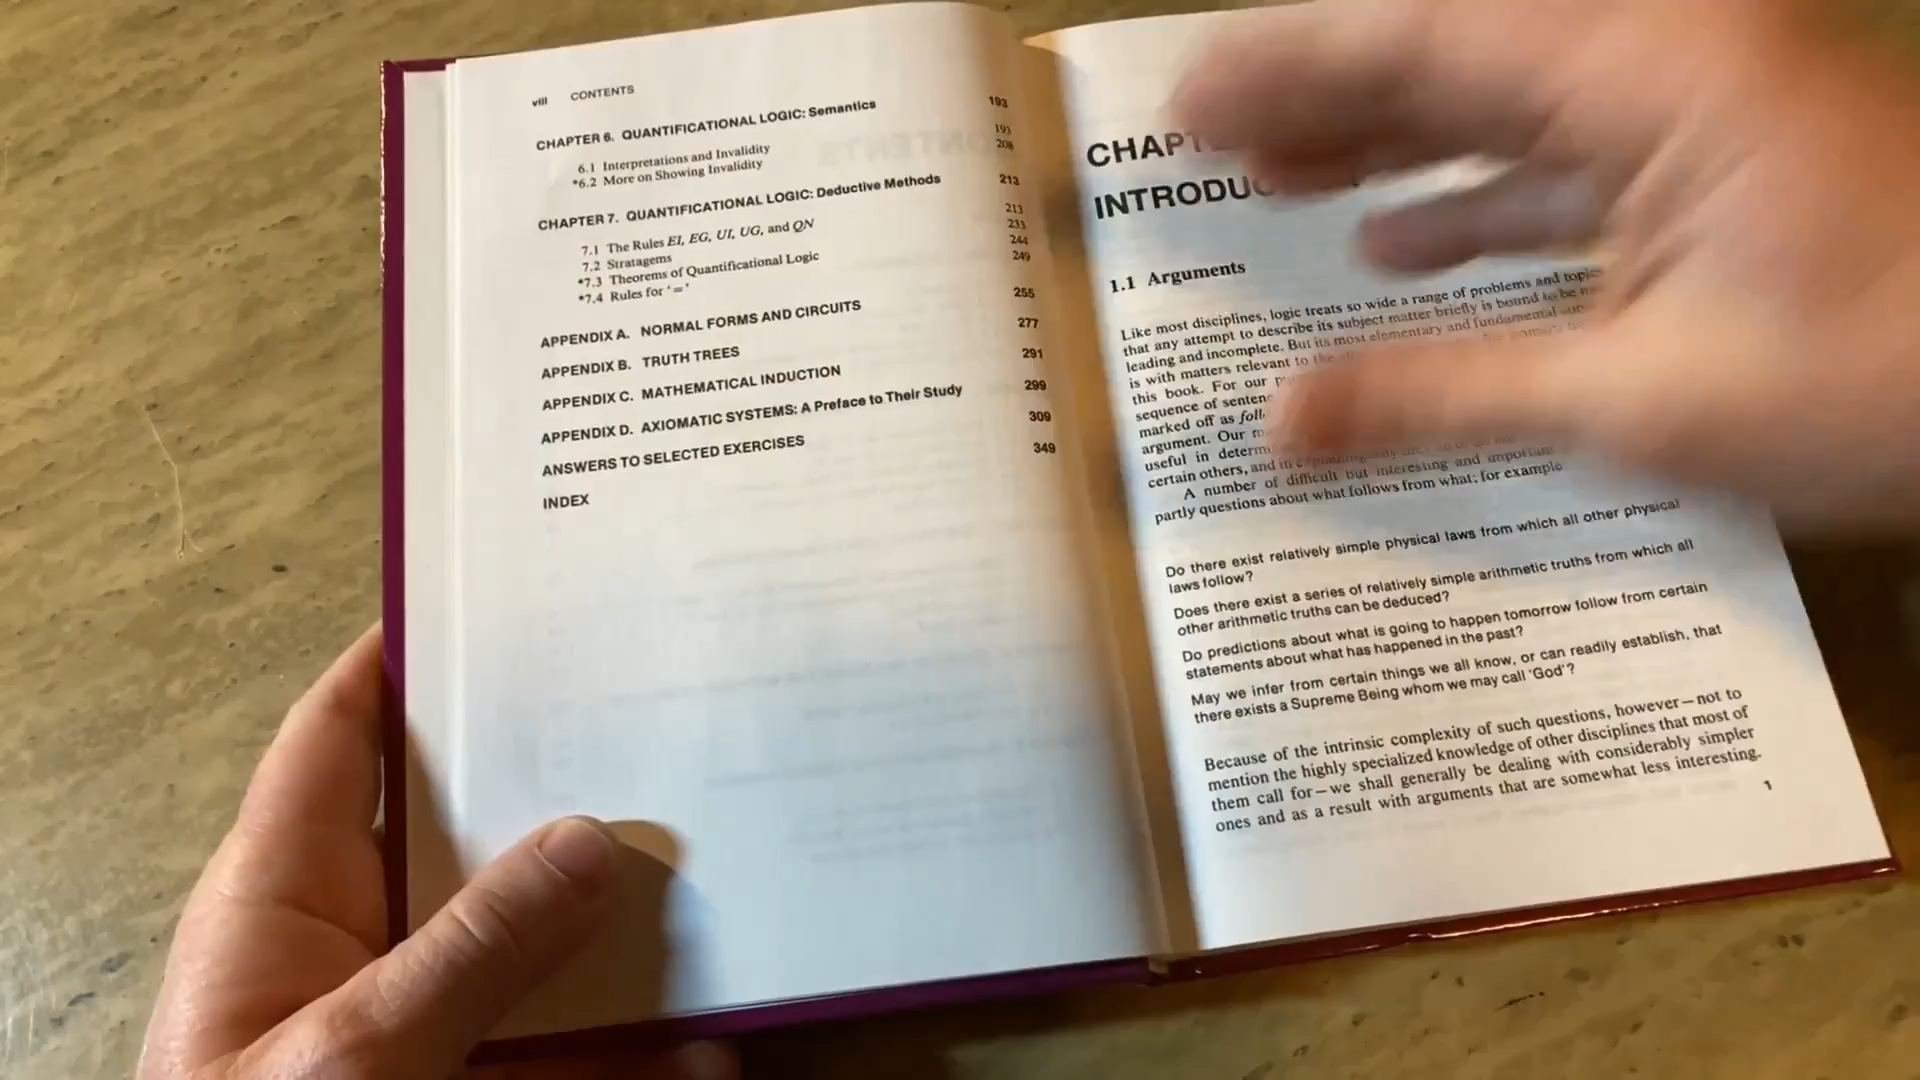 viii CONTENTS
CHAPTER 6. QUANTIFICATIONAL LOGIC: Semantics 193
6.1 Interpretations and Invalidity 193
*6.2 More on Showing Invalidity 208
CHAPTER 7. QUANTIFICATIONAL LOGIC: Deductive Methods 213
7.1 The Rules EI, EG, UI, UG, and QN 213
7.2 Stratagems 233
*7.3 Theorems of Quantificational Logic 244
*7.4 Rules for ‘=’ 249
APPENDIX A. NORMAL FORMS AND CIRCUITS 255
APPENDIX B. TRUTH TREES 277
APPENDIX C. MATHEMATICAL INDUCTION 291
APPENDIX D. AXIOMATIC SYSTEMS: A Preface to Their Study 299
ANSWERS TO SELECTED EXERCISES 309
INDEX 349
1.1 Arguments
Like most disciplines, logic treats so wide a range of problems and topics
that any attempt to describe its subject matter briefly is bound to be
leading and incomplete. But its most elementary and fundamental
is with matters relevant to the
this book. For our
sequence of
marked off as
argument. Our
useful in
certain others, and in
A number of difficult but interesting and important
partly questions about what follows from what; for example
Do there exist relatively simple physical laws from which all other physical
laws follow?
Does there exist a series of relatively simple arithmetic truths from which all
other arithmetic truths can be deduced?
Do predictions about what is going to happen tomorrow follow from certain
statements about what has happened in the past?
May we infer from certain things we all know, or can readily establish, that
there exists a Supreme Being whom we may call ‘God’?
Because of the intrinsic complexity of such questions, however—not to
mention the highly specialized knowledge of other disciplines that most of
them call for—we shall generally be dealing with considerably simpler
ones and as a result with arguments that are somewhat less interesting.
1